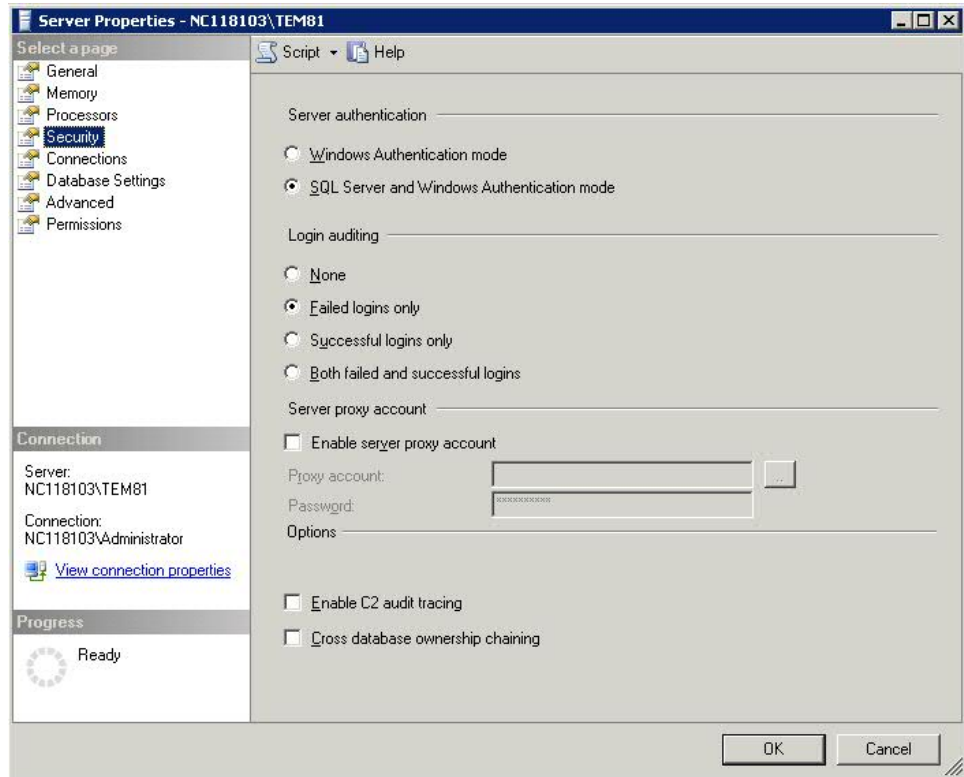 Server Properties - NC118103\TEM81
Select a page
General
Memory
Processors
Security
Connections
Database Settings
Advanced
Permissions
Connection
Server:
NC118103\TEM81
Connection:
NC118103\Administrator
View connection properties
Progress
Ready
Script
Help
Server authentication
Windows Authentication mode
SQL Server and Windows Authentication mode
Login auditing
None
Failed logins only
Successful logins only
Both failed and successful logins
Server proxy account
Enable server proxy account
Proxy account:
...
Password:
**********
Options
Enable C2 audit tracing
Cross database ownership chaining
OK
Cancel